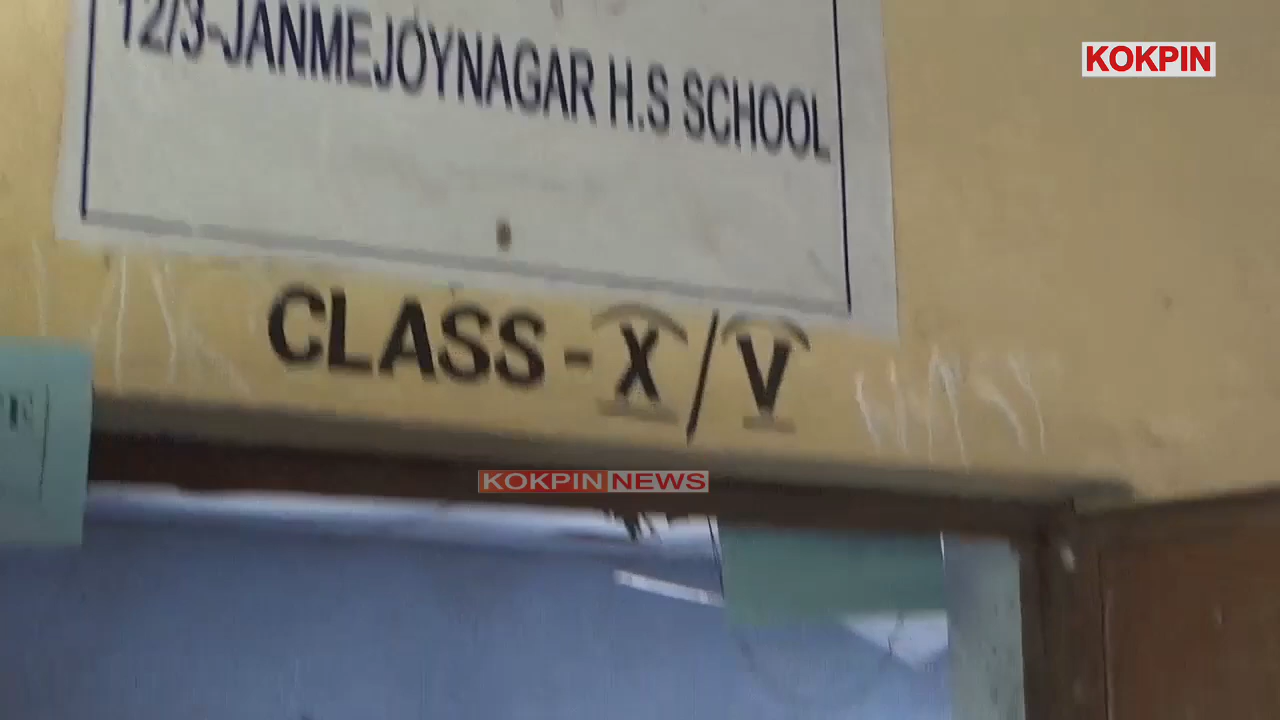 KOKPIN
12/3-JANMEJOYNAGAR H.S SCHOOL
CLASS - X/V
KOKPIN NEWS